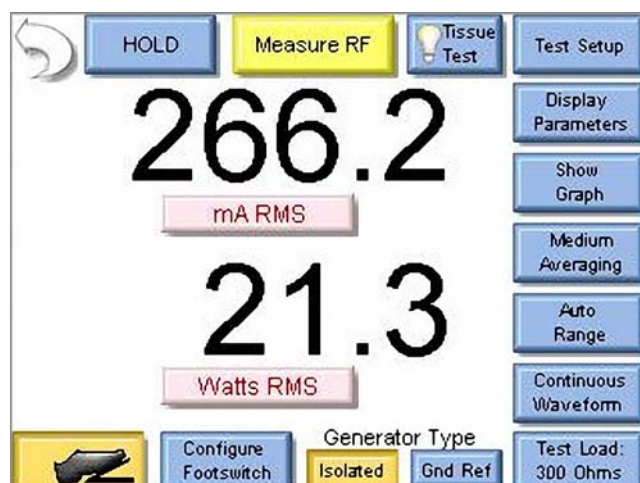 HOLD
Measure RF
Tissue
Test
Test Setup
266.2
mA RMS
21.3
Watts RMS
Display
Parameters
Show
Graph
Medium
Averaging
Auto
Range
Continuous
Waveform
Configure
Footswitch
Generator Type
Isolated
Gnd Ref
Test Load:
300 Ohms